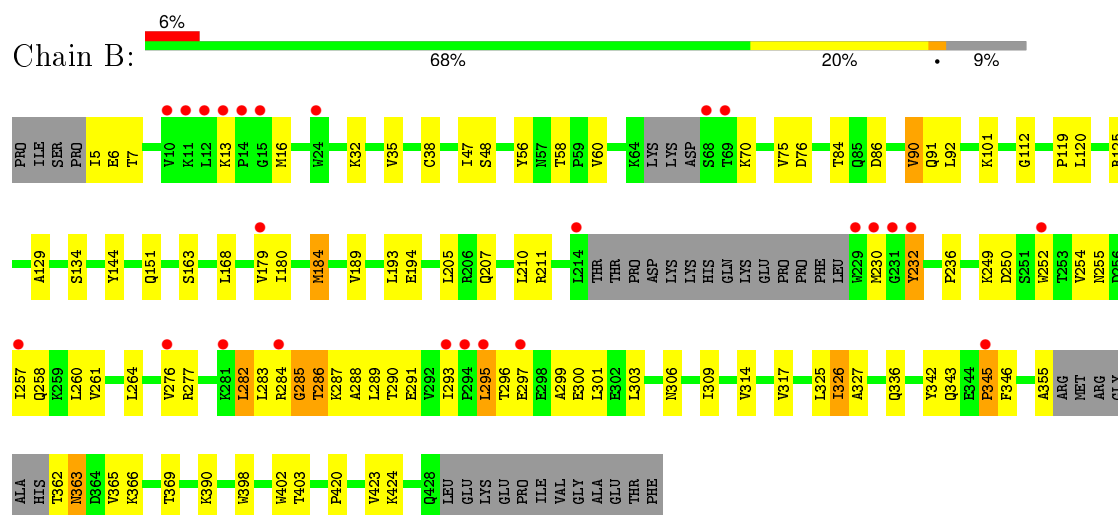 6%
Chain B:
68% 20% • 9%
PRO ILE SER PRO I5 E6 T7 V10 K11 L12 K13 P14 G15 M16 W24 K32 V35 C38 I47 S48 Y56 N57 T58 P59 V60 K64 LYS LYS ASP S68 T69 K70 V75 D76 T84 Q85 D86 V90 Q91 L92 K101 G112 P119 L120
A129 S134 Y144 Q151 S163 L168 V179 I180 M184 V189 L193 E194 L205 R206 Q207 L210 R211 L214 THR THR PRO ASP LYS LYS HIS GLN LYS GLU PRO PRO PHE LEU W229 M230 G231 Y232 P236 K249 D250 S251 W252 T253 V254 N255
I257 Q258 K259 L260 V261 L264 V276 R277 K281 L282 L283 R284 G285 T286 K287 A288 L289 T290 E291 V292 I293 P294 L295 T296 E297 E298 A299 E300 L301 E302 L303 N306 I309 V314 V317 L325 I326 A327 Q336 Y342 Q343 E344 P345 F346 A355 ARG MET ARG GLY
ALA HIS T362 N363 D364 V365 K366 T369 K390 W398 W402 T403 P420 V423 K424 Q428 LEU GLU LYS GLU PRO ILE VAL GLY ALA GLU THR PHE